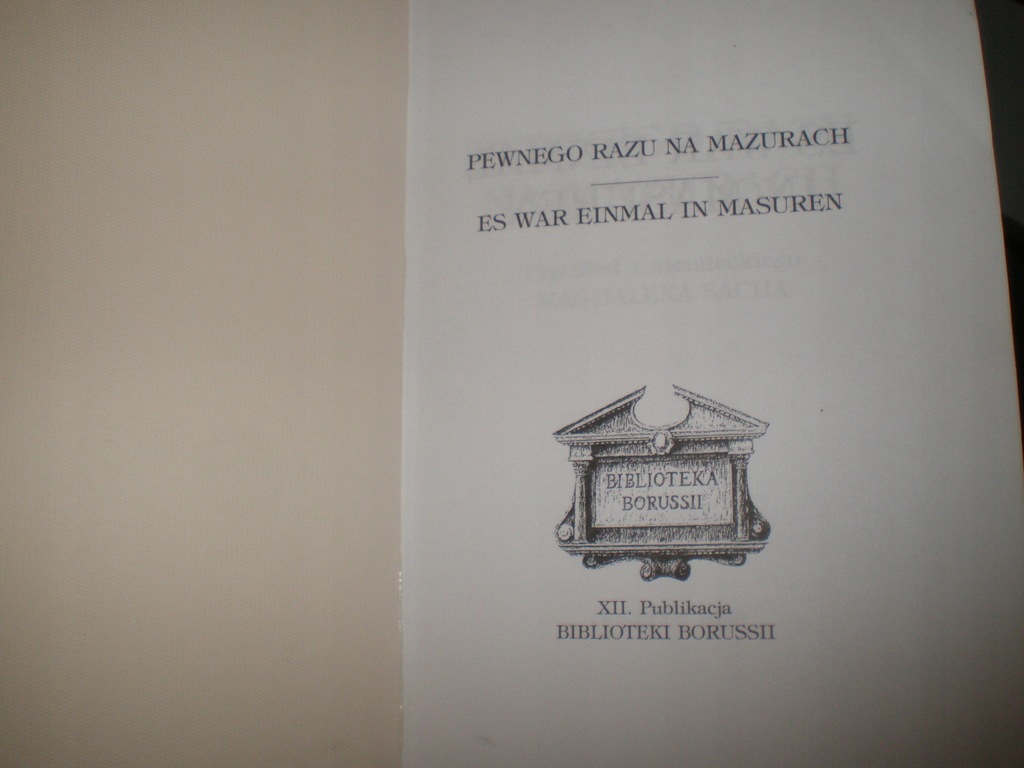 PEWNEGO RAZU NA MAZURACH
ES WAR EINMAL IN MASUREN
BIBLIOTEKA
BORUSSII
XII. Publikacja
BIBLIOTEKI BORUSSII